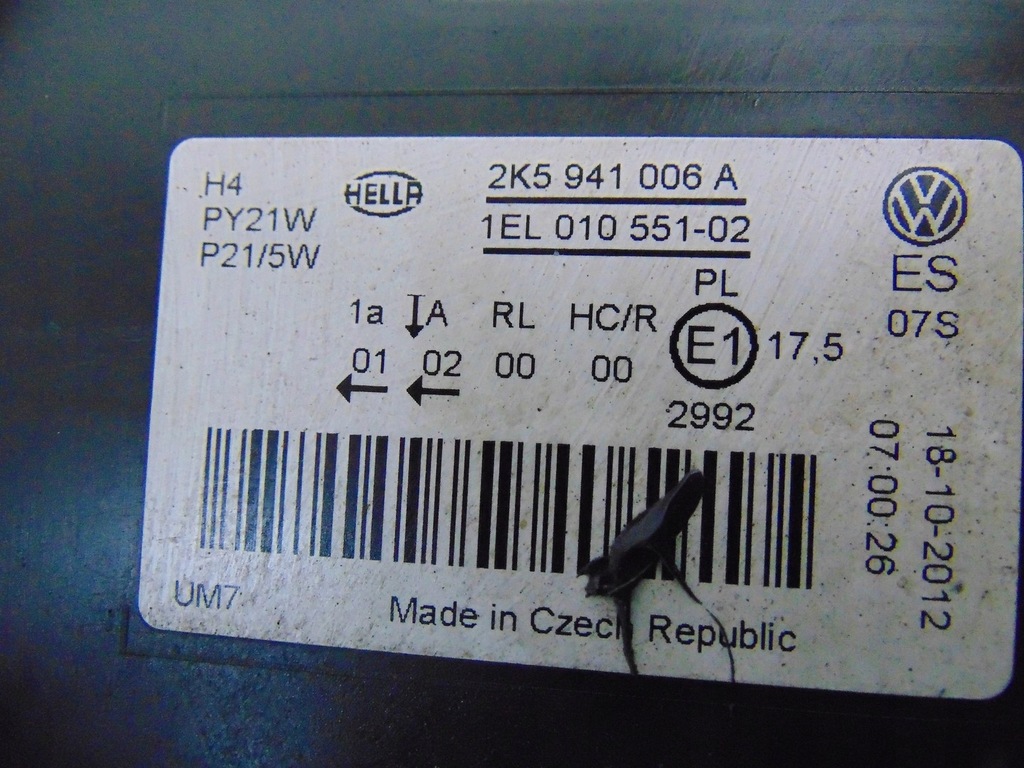 H4
PY21W
P21/5W
HELLA
2K5 941 006 A
1EL 010 551-02
ES
07S
PL
1a A RL HC/R
01 02 00 00
E1 17,5
2992
18-10-2012
07:00:26
UM7
Made in Czech Republic